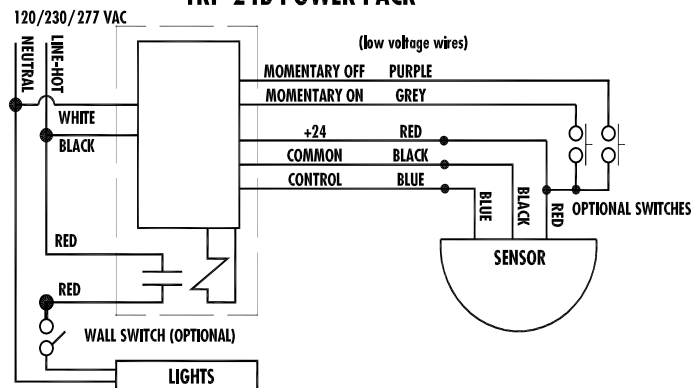 120/230/277 VAC
(low voltage wires)
NEUTRAL
LINE-HOT
MOMENTARY OFF PURPLE
MOMENTARY ON GREY
WHITE
BLACK
+24 RED
COMMON BLACK
CONTROL BLUE
BLUE
BLACK
RED
OPTIONAL SWITCHES
RED
SENSOR
RED
WALL SWITCH (OPTIONAL)
LIGHTS